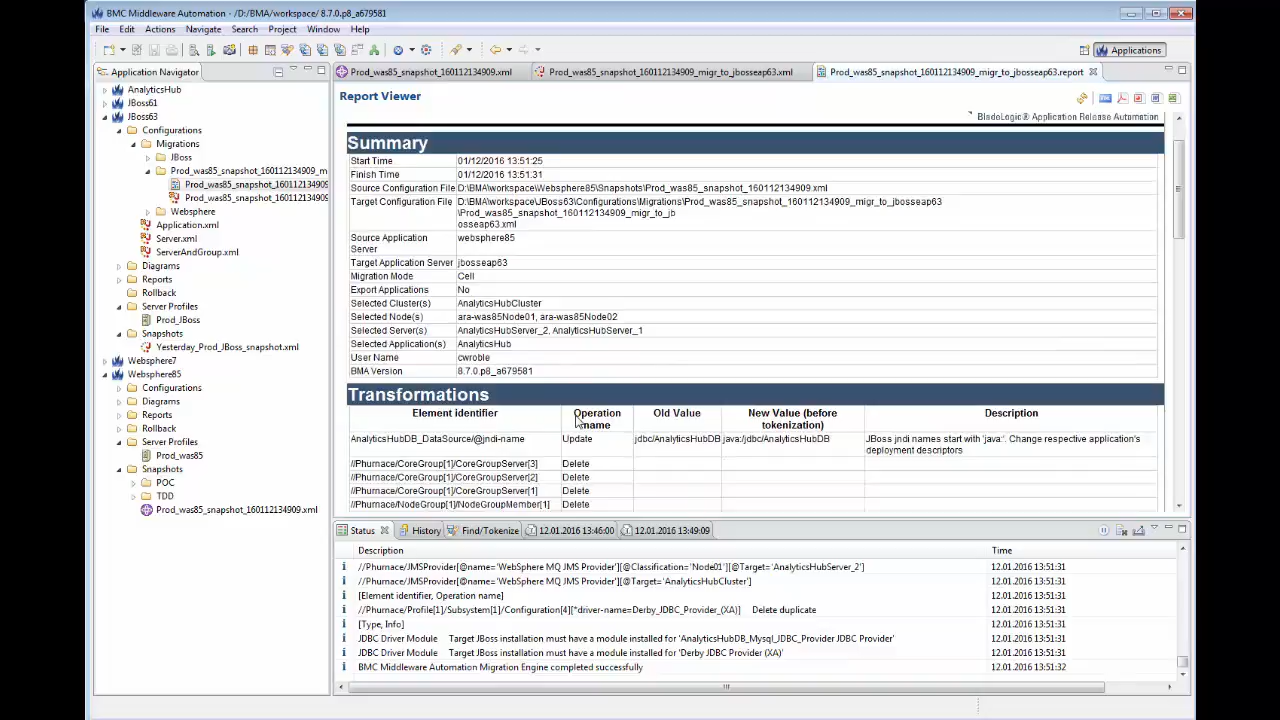 BMC Middleware Automation - /D:/BMA/workspace/ 8.7.0.p8_a679581
File Edit Actions Navigate Search Project Window Help
Applications
Application Navigator
AnalyticsHub
JBoss61
JBoss63
Configurations
Migrations
JBoss
Prod_was85_snapshot_160112134909_m
Prod_was85_snapshot_160112134909
Prod_was85_snapshot_160112134909
Websphere
Application.xml
Server.xml
ServerAndGroup.xml
Diagrams
Reports
Rollback
Server Profiles
Prod_JBoss
Snapshots
Yesterday_Prod_JBoss_snapshot.xml
Websphere7
Websphere85
Configurations
Diagrams
Reports
Rollback
Server Profiles
Prod_was85
Snapshots
POC
TDD
Prod_was85_snapshot_160112134909.xml
Prod_was85_snapshot_160112134909.xml Prod_was85_snapshot_160112134909_migr_to_jbosseap63.xml Prod_was85_snapshot_160112134909_migr_to_jbosseap63.report
Report Viewer
BladeLogic® Application Release Automation
Summary
Start Time 01/12/2016 13:51:25
Finish Time 01/12/2016 13:51:31
Source Configuration File D:\BMA\workspace\Websphere85\Snapshots\Prod_was85_snapshot_160112134909.xml
Target Configuration File D:\BMA\workspace\JBoss63\Configurations\Migrations\Prod_was85_snapshot_160112134909_migr_to_jbosseap63
\Prod_was85_snapshot_160112134909_migr_to_jb
osseap63.xml
Source Application Server websphere85
Target Application Server jbosseap63
Migration Mode Cell
Export Applications No
Selected Cluster(s) AnalyticsHubCluster
Selected Node(s) ara-was85Node01, ara-was85Node02
Selected Server(s) AnalyticsHubServer_2, AnalyticsHubServer_1
Selected Application(s) AnalyticsHub
User Name cwroble
BMA Version 8.7.0.p8_a679581
Transformations
Element identifier Operation name Old Value New Value (before tokenization) Description
AnalyticsHubDB_DataSource/@jndi-name Update jdbc/AnalyticsHubDB java:/jdbc/AnalyticsHubDB JBoss jndi names start with 'java:'. Change respective application's
deployment descriptors
//Phurnace/CoreGroup[1]/CoreGroupServer[3] Delete
//Phurnace/CoreGroup[1]/CoreGroupServer[2] Delete
//Phurnace/CoreGroup[1]/CoreGroupServer[1] Delete
//Phurnace/NodeGroup[1]/NodeGroupMember[1] Delete
Status History Find/Tokenize 12.01.2016 13:46:00 12.01.2016 13:49:09
Description Time
//Phurnace/JMSProvider[@name='WebSphere MQ JMS Provider'][@Classification='Node01'][@Target='AnalyticsHubServer_2'] 12.01.2016 13:51:31
//Phurnace/JMSProvider[@name='WebSphere MQ JMS Provider'][@Target='AnalyticsHubCluster'] 12.01.2016 13:51:31
[Element identifier, Operation name] 12.01.2016 13:51:31
//Phurnace/Profile[1]/Subsystem[1]/Configuration[4][*driver-name=Derby_JDBC_Provider_(XA)] Delete duplicate 12.01.2016 13:51:31
[Type, Info] 12.01.2016 13:51:31
JDBC Driver Module Target JBoss installation must have a module installed for 'AnalyticsHubDB_Mysql_JDBC_Provider JDBC Provider' 12.01.2016 13:51:31
JDBC Driver Module Target JBoss installation must have a module installed for 'Derby JDBC Provider (XA)' 12.01.2016 13:51:31
BMC Middleware Automation Migration Engine completed successfully 12.01.2016 13:51:32